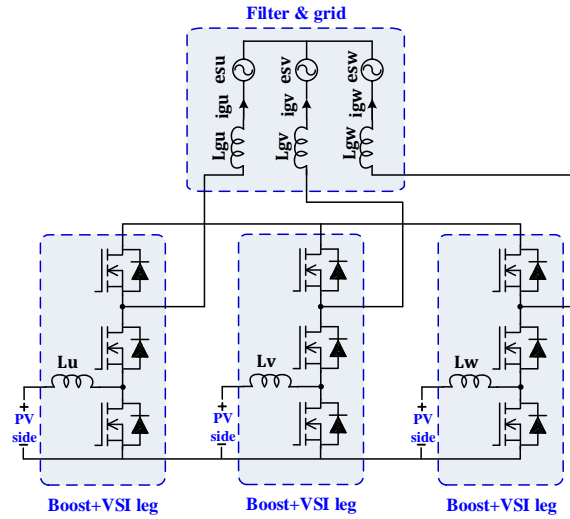 Filter & grid
esu esv esw
igu igv igw
Lgu Lgv Lgw
Lu Lv Lw
+ + +
PV PV PV
side side side
- - -
Boost+VSI leg Boost+VSI leg Boost+VSI leg